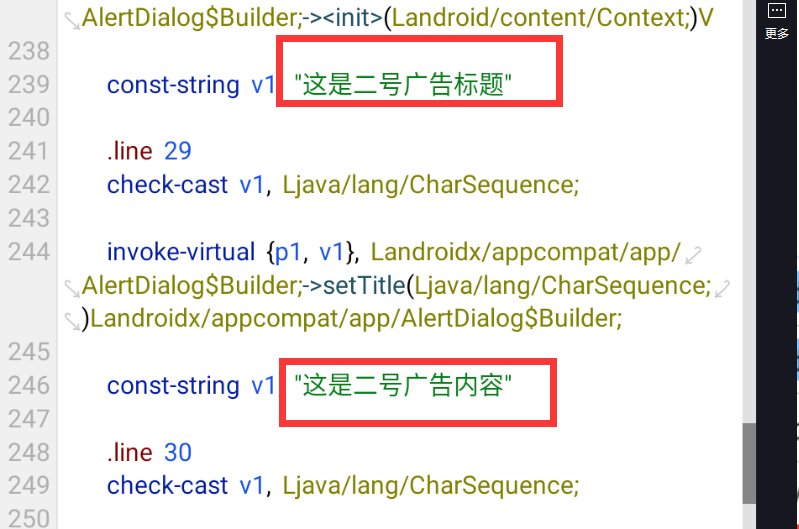 AlertDialog$Builder;-><init>(Landroid/content/Context;)V
更多
238
239 const-string v1 "这是二号广告标题"
240
241 .line 29
242 check-cast v1, Ljava/lang/CharSequence;
243
244 invoke-virtual {p1, v1}, Landroidx/appcompat/app/
AlertDialog$Builder;->setTitle(Ljava/lang/CharSequence;
)Landroidx/appcompat/app/AlertDialog$Builder;
245
246 const-string v1 "这是二号广告内容"
247
248 .line 30
249 check-cast v1, Ljava/lang/CharSequence;
250